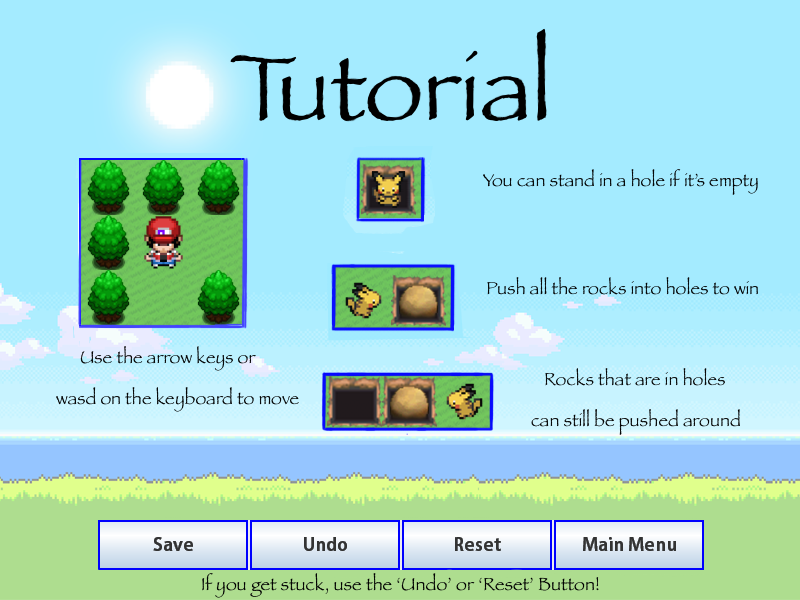 Tutorial
You can stand in a hole if it's empty
Push all the rocks into holes to win
Use the arrow keys or
wasd on the keyboard to move
Rocks that are in holes
can still be pushed around
Save
Undo
Reset
Main Menu
If you get stuck, use the 'Undo' or 'Reset' Button!